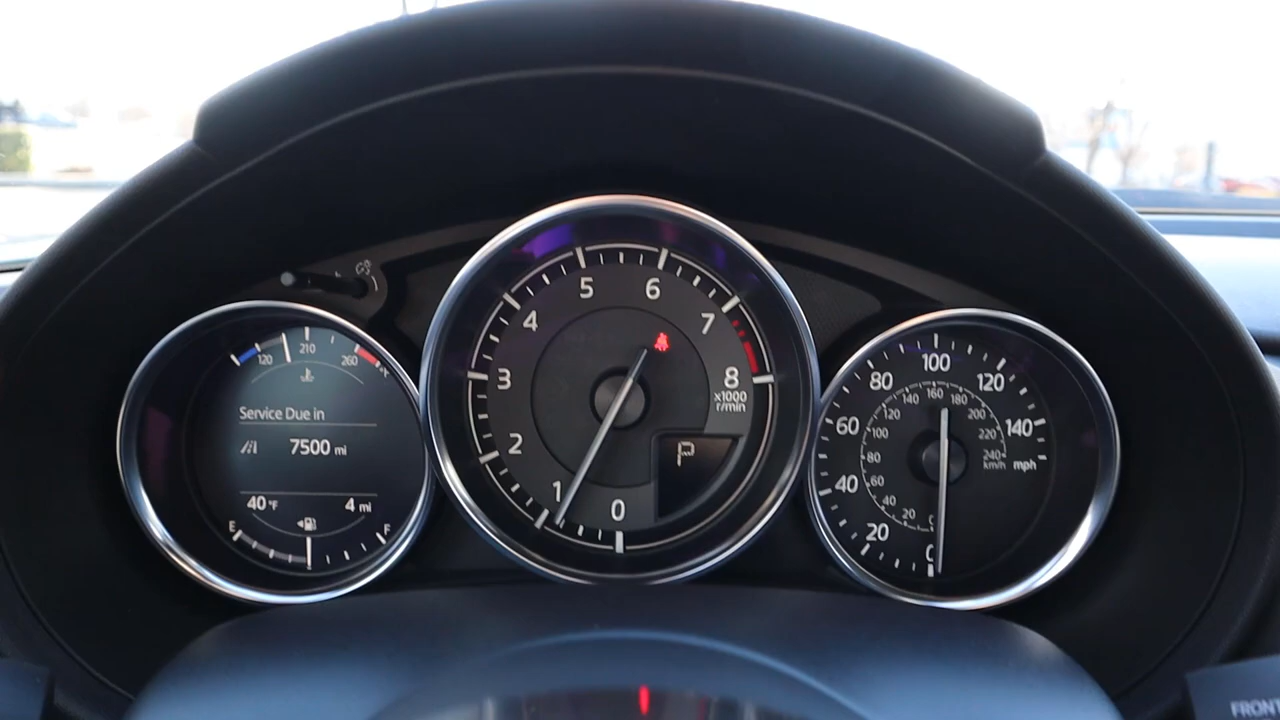 120 210 260
Service Due in
7500 mi
40°F 4 mi
E F
0 1 2 3 4 5 6 7 8
x1000
r/min
P
0 20 40 60 80 100 120 140
mph
0 20 40 60 80 100 120 140 160 180 200 220 240
km/h
FRONT